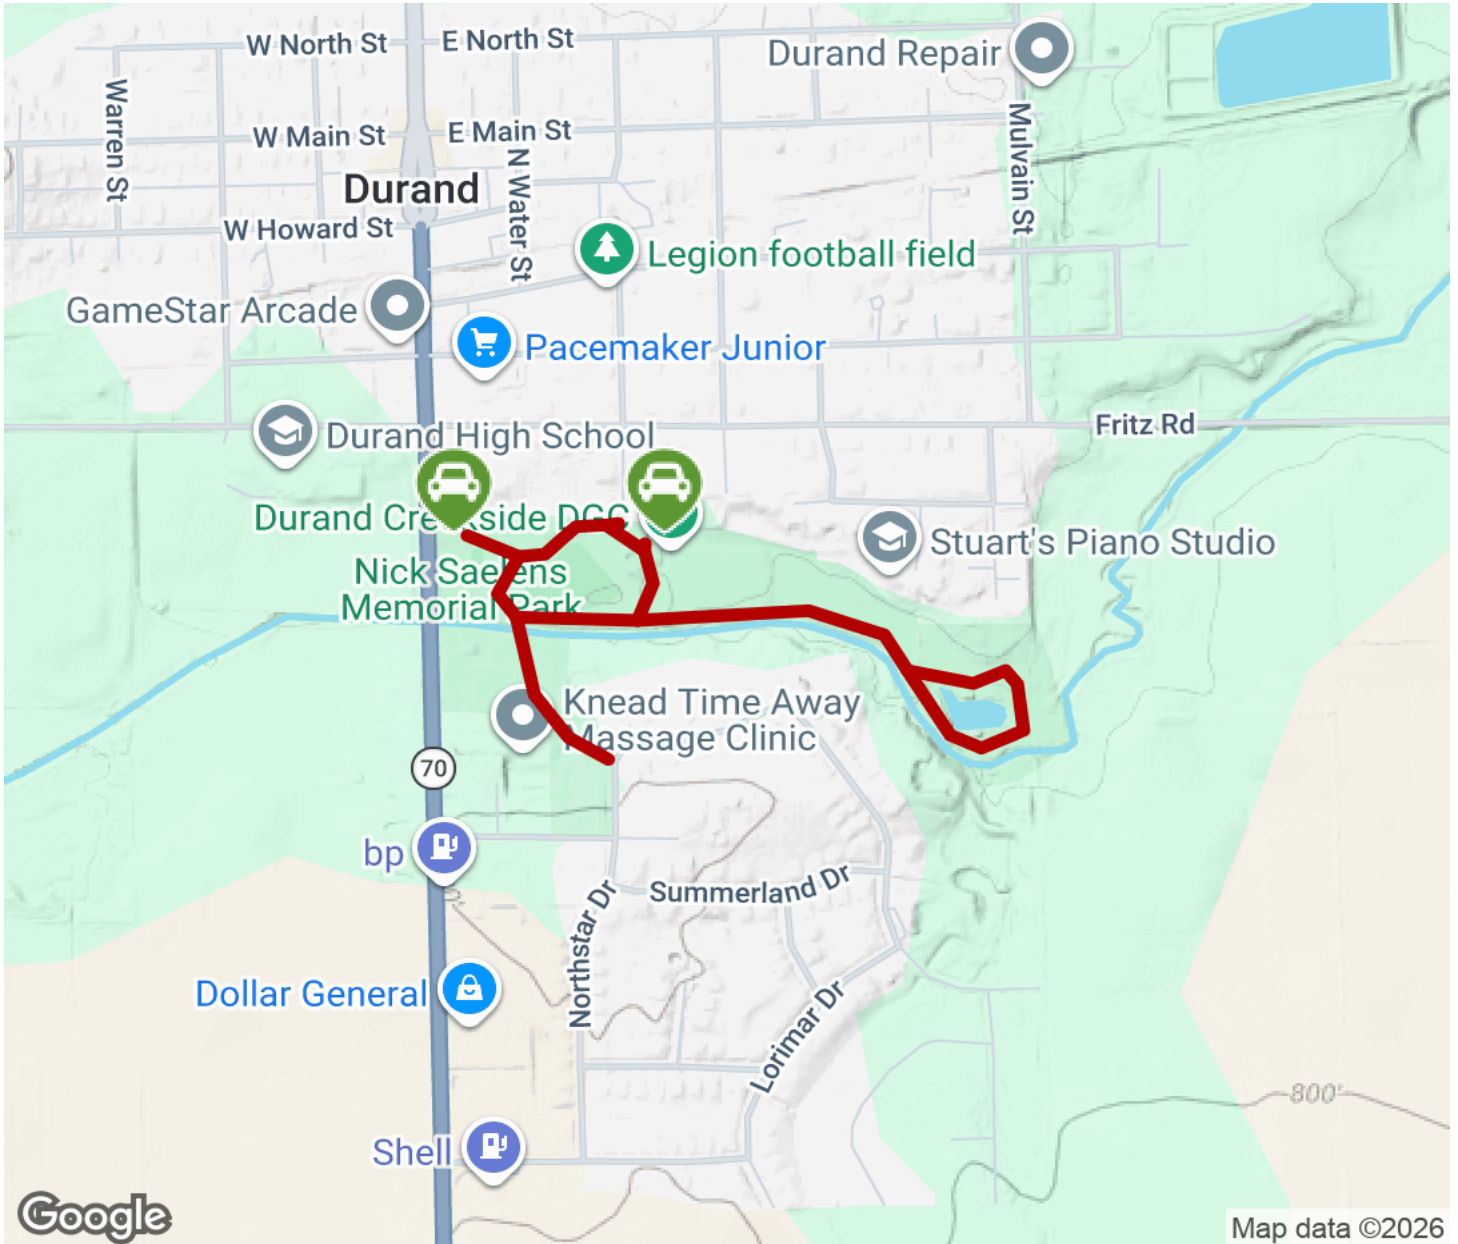 W North St
E North St
Durand Repair
Warren St
W Main St
E Main St
Mulvain St
N Water St
Durand
W Howard St
Legion football field
GameStar Arcade
Pacemaker Junior
Fritz Rd
Durand High School
Durand Creekside DGC
Stuart's Piano Studio
Nick Saelens
Memorial Park
Knead Time Away
Massage Clinic
70
bp
Summerland Dr
Northstar Dr
Dollar General
Lorimar Dr
800'
Shell
Google
Map data ©2026